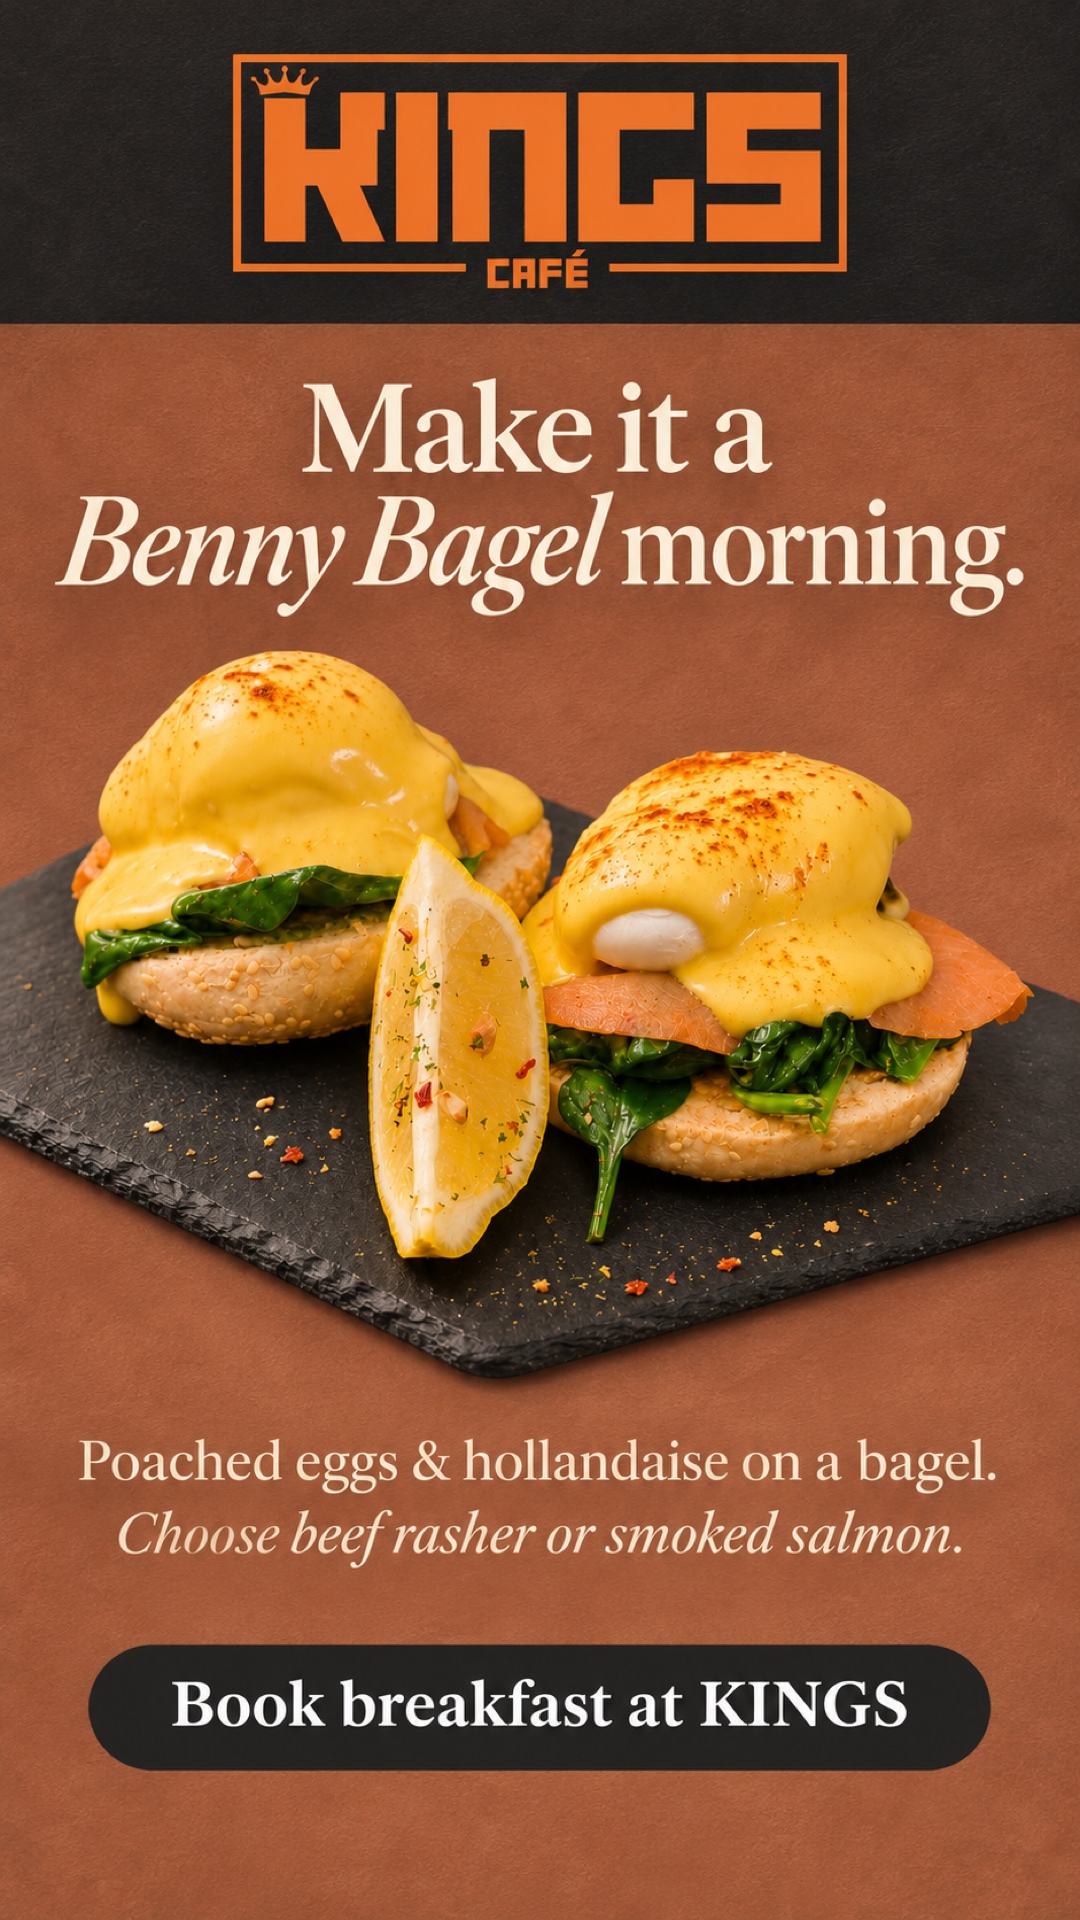 KINGS
CAFÉ
Make it a
Benny Bagel morning.
Poached eggs & hollandaise on a bagel.
Choose beef rasher or smoked salmon.
Book breakfast at KINGS